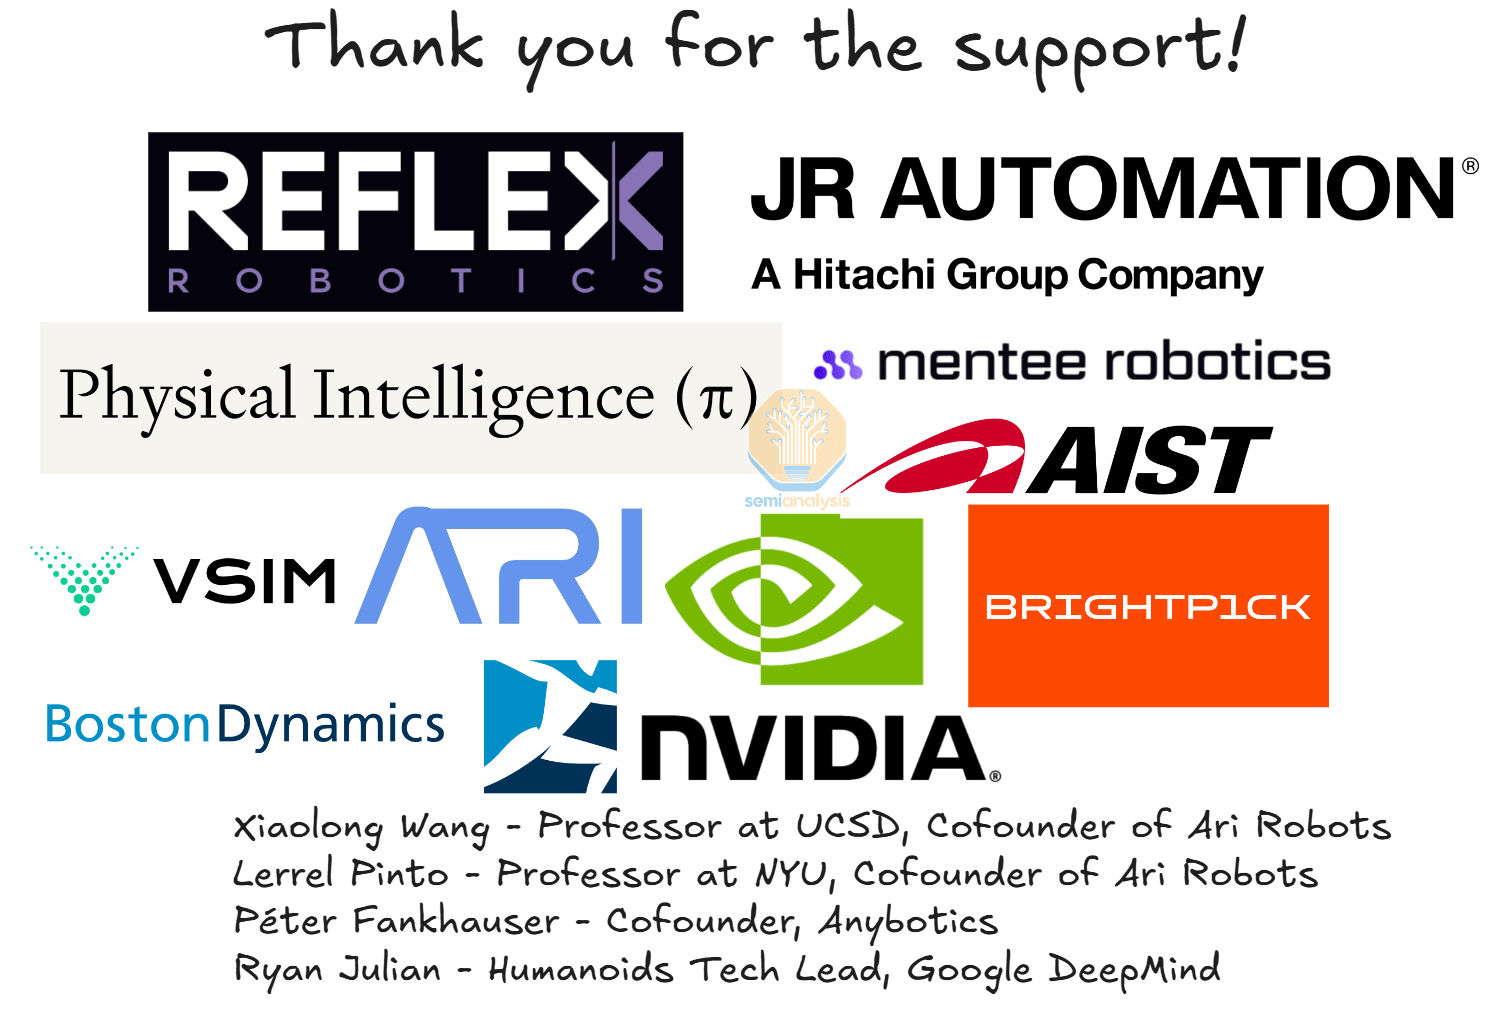 Thank you for the support!
REFLEX
ROBOTICS
JR AUTOMATION®
A Hitachi Group Company
Physical Intelligence (π)
mentee robotics
semianalysis
AIST
VSIM
ARI
BRIGHTP1CK
BostonDynamics
NVIDIA®
Xiaolong Wang - Professor at UCSD, Cofounder of Ari Robots
Lerrel Pinto - Professor at NYU, Cofounder of Ari Robots
Péter Fankhauser - Cofounder, Anybotics
Ryan Julian - Humanoids Tech Lead, Google DeepMind